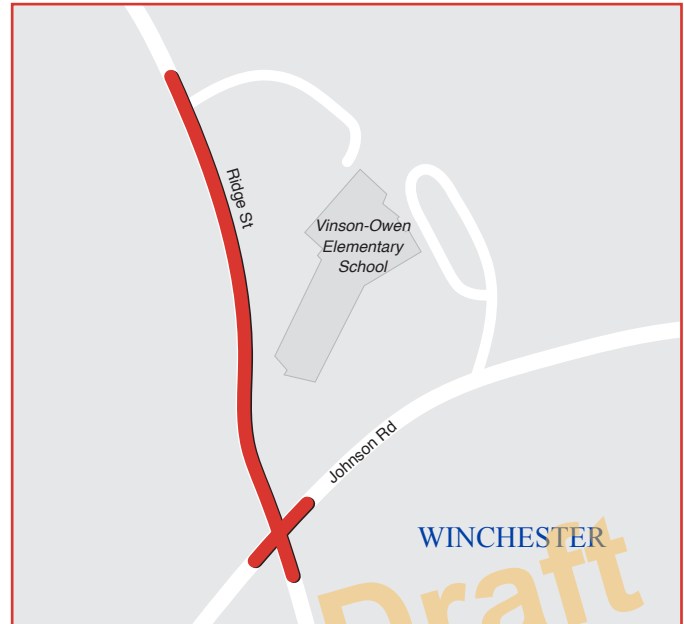 Ridge St
Vinson-Owen
Elementary
School
Johnson Rd
WINCHESTER
Draft